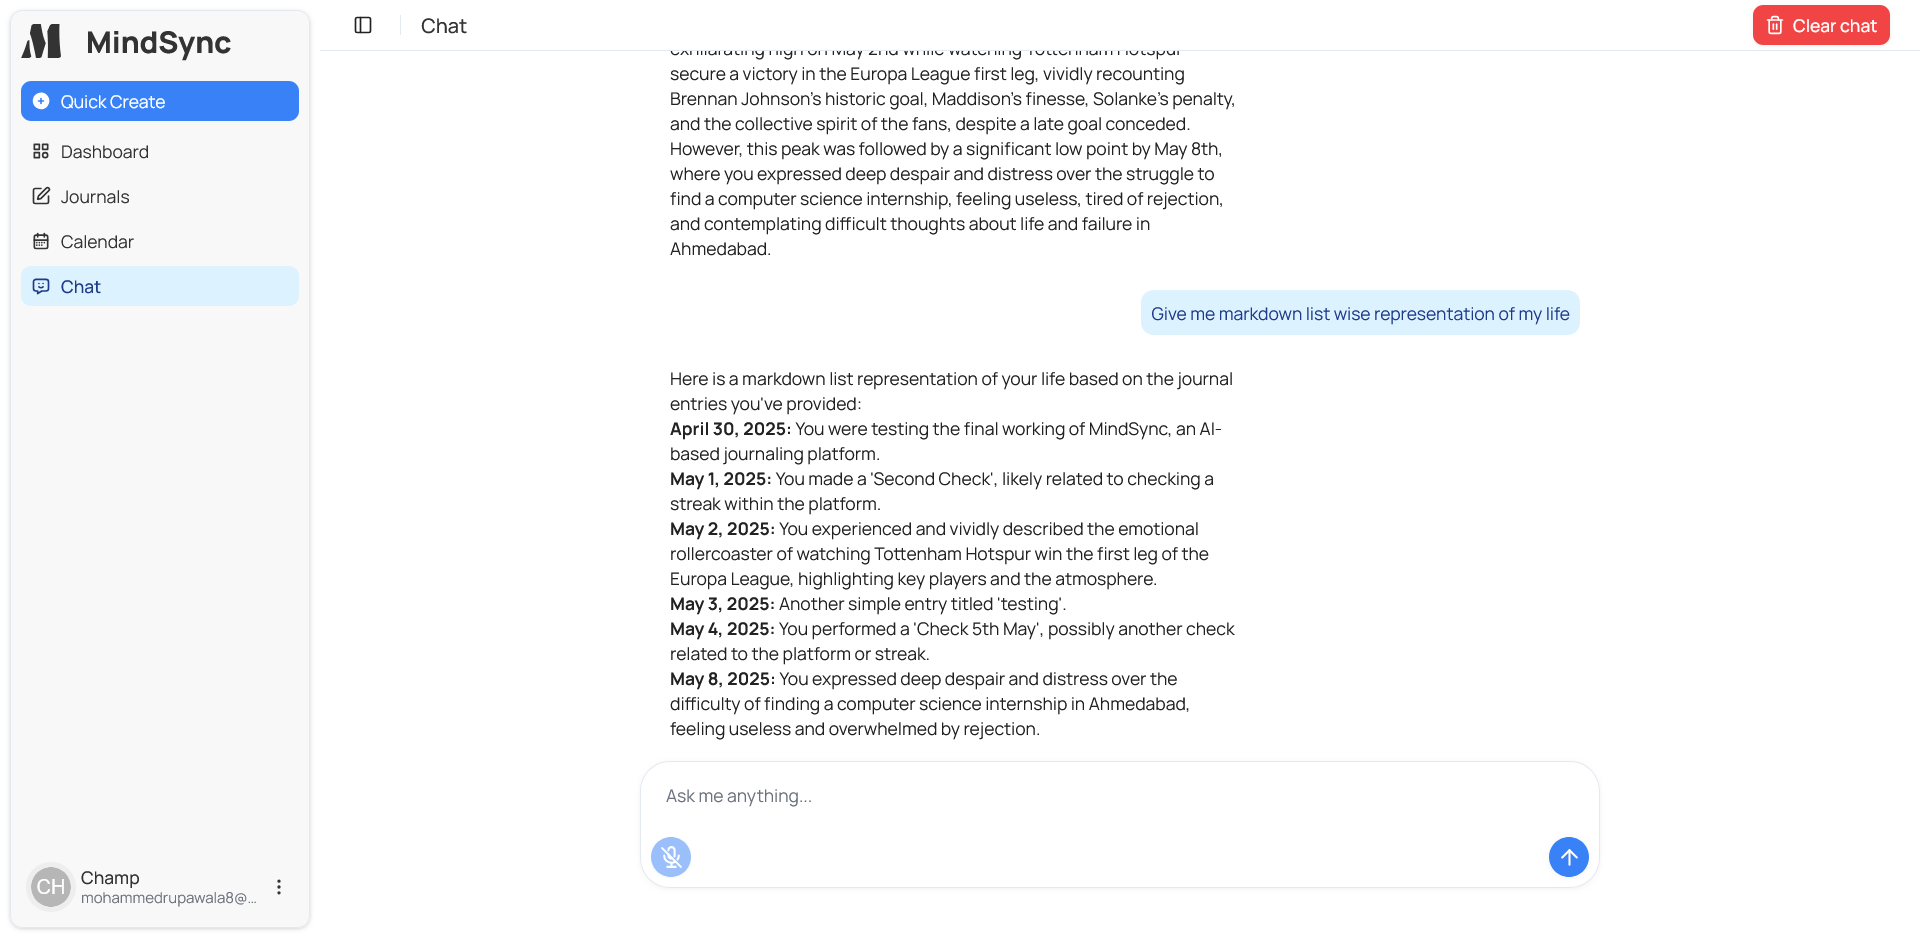 MindSync
Quick Create
Dashboard
Journals
Calendar
Chat
CH
Champ
mohammedrupawala8@...
Chat
Clear chat
exhilarating high on May 2nd while watching Tottenham Hotspur
secure a victory in the Europa League first leg, vividly recounting
Brennan Johnson's historic goal, Maddison's finesse, Solanke's penalty,
and the collective spirit of the fans, despite a late goal conceded.
However, this peak was followed by a significant low point by May 8th,
where you expressed deep despair and distress over the struggle to
find a computer science internship, feeling useless, tired of rejection,
and contemplating difficult thoughts about life and failure in
Ahmedabad.
Give me markdown list wise representation of my life
Here is a markdown list representation of your life based on the journal
entries you've provided:
April 30, 2025: You were testing the final working of MindSync, an AI-
based journaling platform.
May 1, 2025: You made a 'Second Check', likely related to checking a
streak within the platform.
May 2, 2025: You experienced and vividly described the emotional
rollercoaster of watching Tottenham Hotspur win the first leg of the
Europa League, highlighting key players and the atmosphere.
May 3, 2025: Another simple entry titled 'testing'.
May 4, 2025: You performed a 'Check 5th May', possibly another check
related to the platform or streak.
May 8, 2025: You expressed deep despair and distress over the
difficulty of finding a computer science internship in Ahmedabad,
feeling useless and overwhelmed by rejection.
Ask me anything...